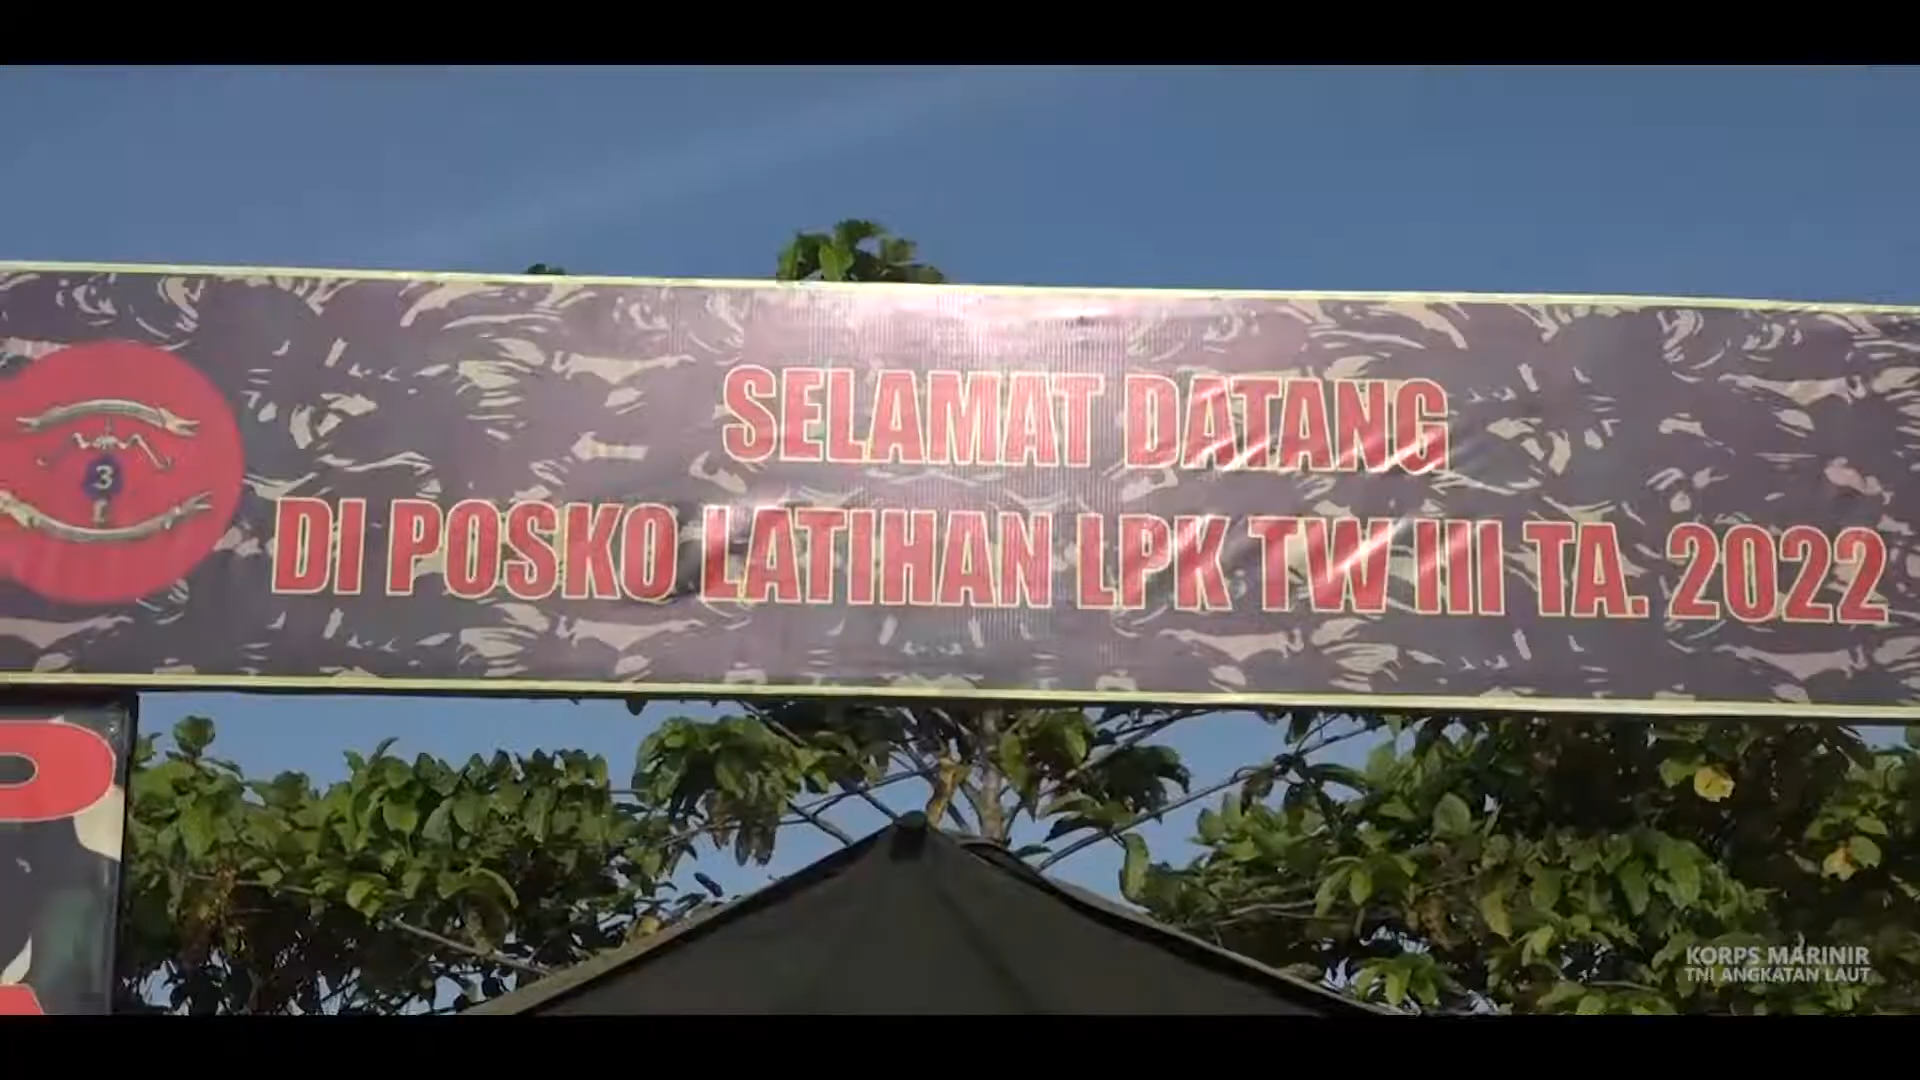 SELAMAT DATANG
DI POSKO LATIHAN LPK TW III TA. 2022
3
KORPS MARINIR
TNI ANGKATAN LAUT